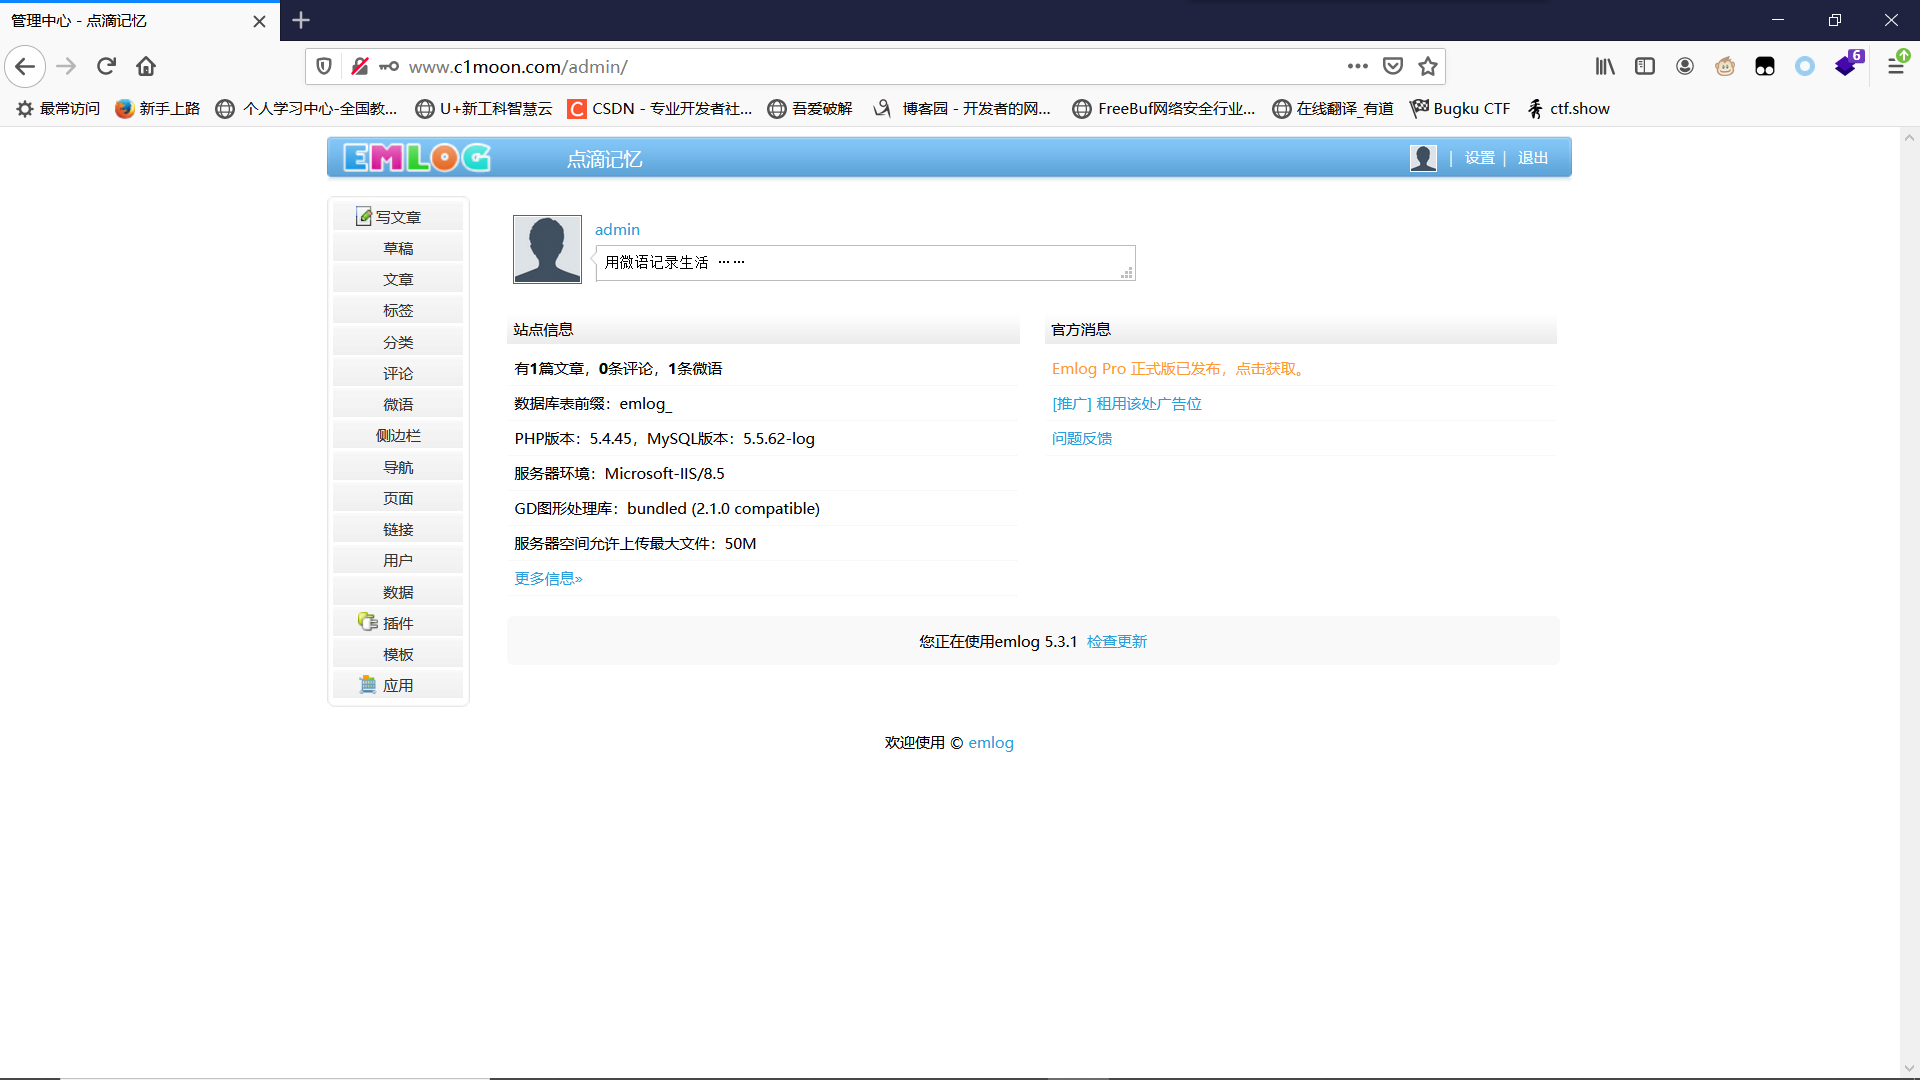 管理中心 - 点滴记忆
www.c1moon.com/admin/
6
最常访问 新手上路 个人学习中心-全国教... U+新工科智慧云 CSDN - 专业开发者社... 吾爱破解 博客园 - 开发者的网... FreeBuf网络安全行业... 在线翻译_有道 Bugku CTF ctf.show
EMLOG 点滴记忆 | 设置 | 退出
写文章
草稿
文章
标签
分类
评论
微语
侧边栏
导航
页面
链接
用户
数据
插件
模板
应用
admin
用微语记录生活 ……
站点信息
有1篇文章，0条评论，1条微语
数据库表前缀：emlog_
PHP版本：5.4.45，MySQL版本：5.5.62-log
服务器环境：Microsoft-IIS/8.5
GD图形处理库：bundled (2.1.0 compatible)
服务器空间允许上传最大文件：50M
更多信息»
官方消息
Emlog Pro 正式版已发布，点击获取。
[推广] 租用该处广告位
问题反馈
您正在使用emlog 5.3.1 检查更新
欢迎使用 © emlog